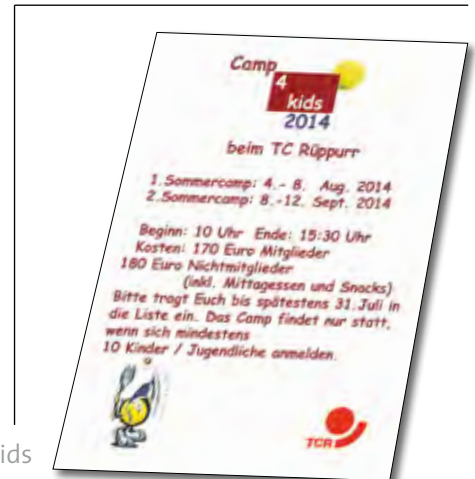 Camp
4
kids
2014
beim TC Rüppurr
1.Sommercamp: 4.- 8. Aug. 2014
2.Sommercamp: 8.-12. Sept. 2014
Beginn: 10 Uhr Ende: 15:30 Uhr
Kosten: 170 Euro Mitglieder
180 Euro Nichtmitglieder
(inkl. Mittagessen und Snacks)
Bitte tragt Euch bis spätestens 31.Juli in
die Liste ein. Das Camp findet nur statt,
wenn sich mindestens
10 Kinder / Jugendliche anmelden.
TCR
ids